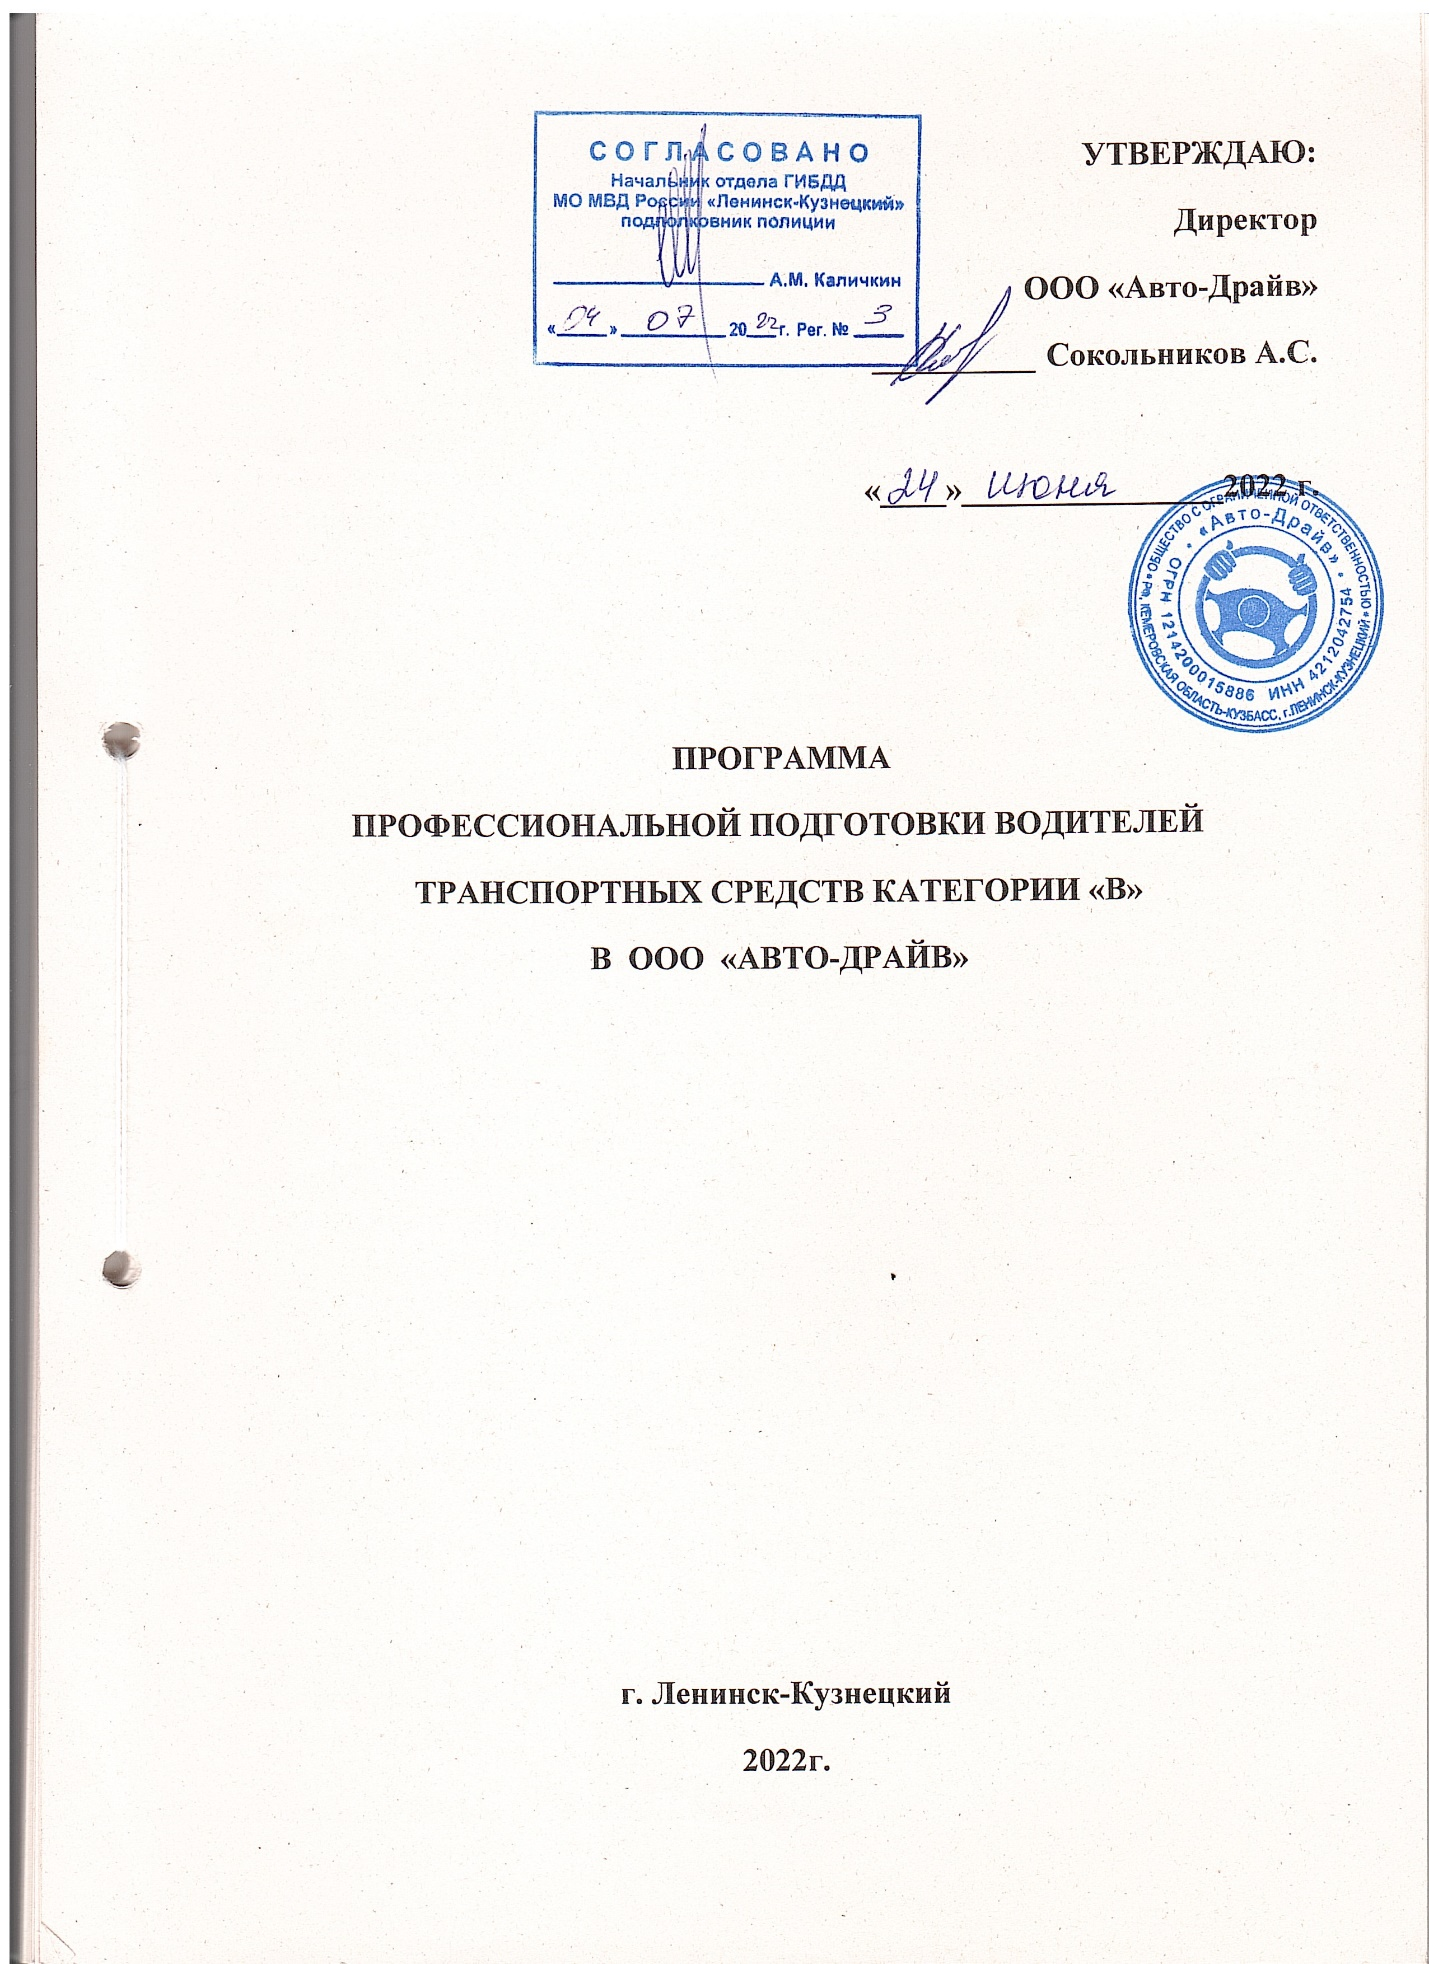 СОГЛАСОВАНО
Начальник отдела ГИБДД
МО МВД России «Ленинск-Кузнецкий»
подполковник полиции
А.М. Каличкин
«04» 07 2022г. Рег. № 3
УТВЕРЖДАЮ:
Директор
ООО «Авто-Драйв»
Сокольников А.С.
«24» июня 2022 г.
ОБЩЕСТВО С ОГРАНИЧЕННОЙ ОТВЕТСТВЕННОСТЬЮ
РФ, КЕМЕРОВСКАЯ ОБЛАСТЬ-КУЗБАСС, г.ЛЕНИНСК-КУЗНЕЦКИЙ
«Авто-Драйв»
ОГРН 1214200015886 ИНН 4212042754
ПРОГРАММА
ПРОФЕССИОНАЛЬНОЙ ПОДГОТОВКИ ВОДИТЕЛЕЙ
ТРАНСПОРТНЫХ СРЕДСТВ КАТЕГОРИИ «В»
В ООО «АВТО-ДРАЙВ»
г. Ленинск-Кузнецкий
2022г.